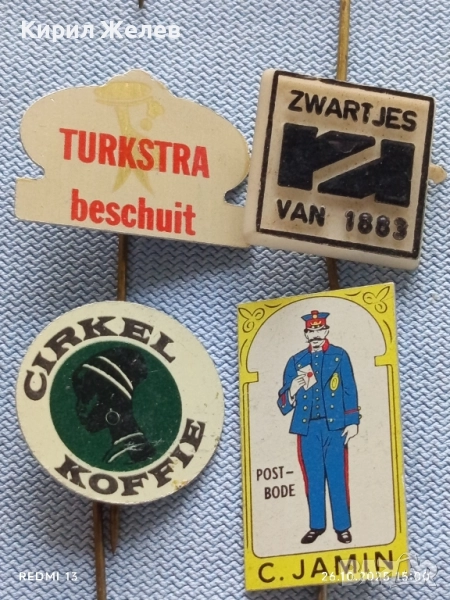 Кирил Желев
TURKSTRA
beschuit
ZWARTJES
VAN 1883
CIRKEL
KOFFIE
POST-
BODE
C. JAMIN
REDMI 13